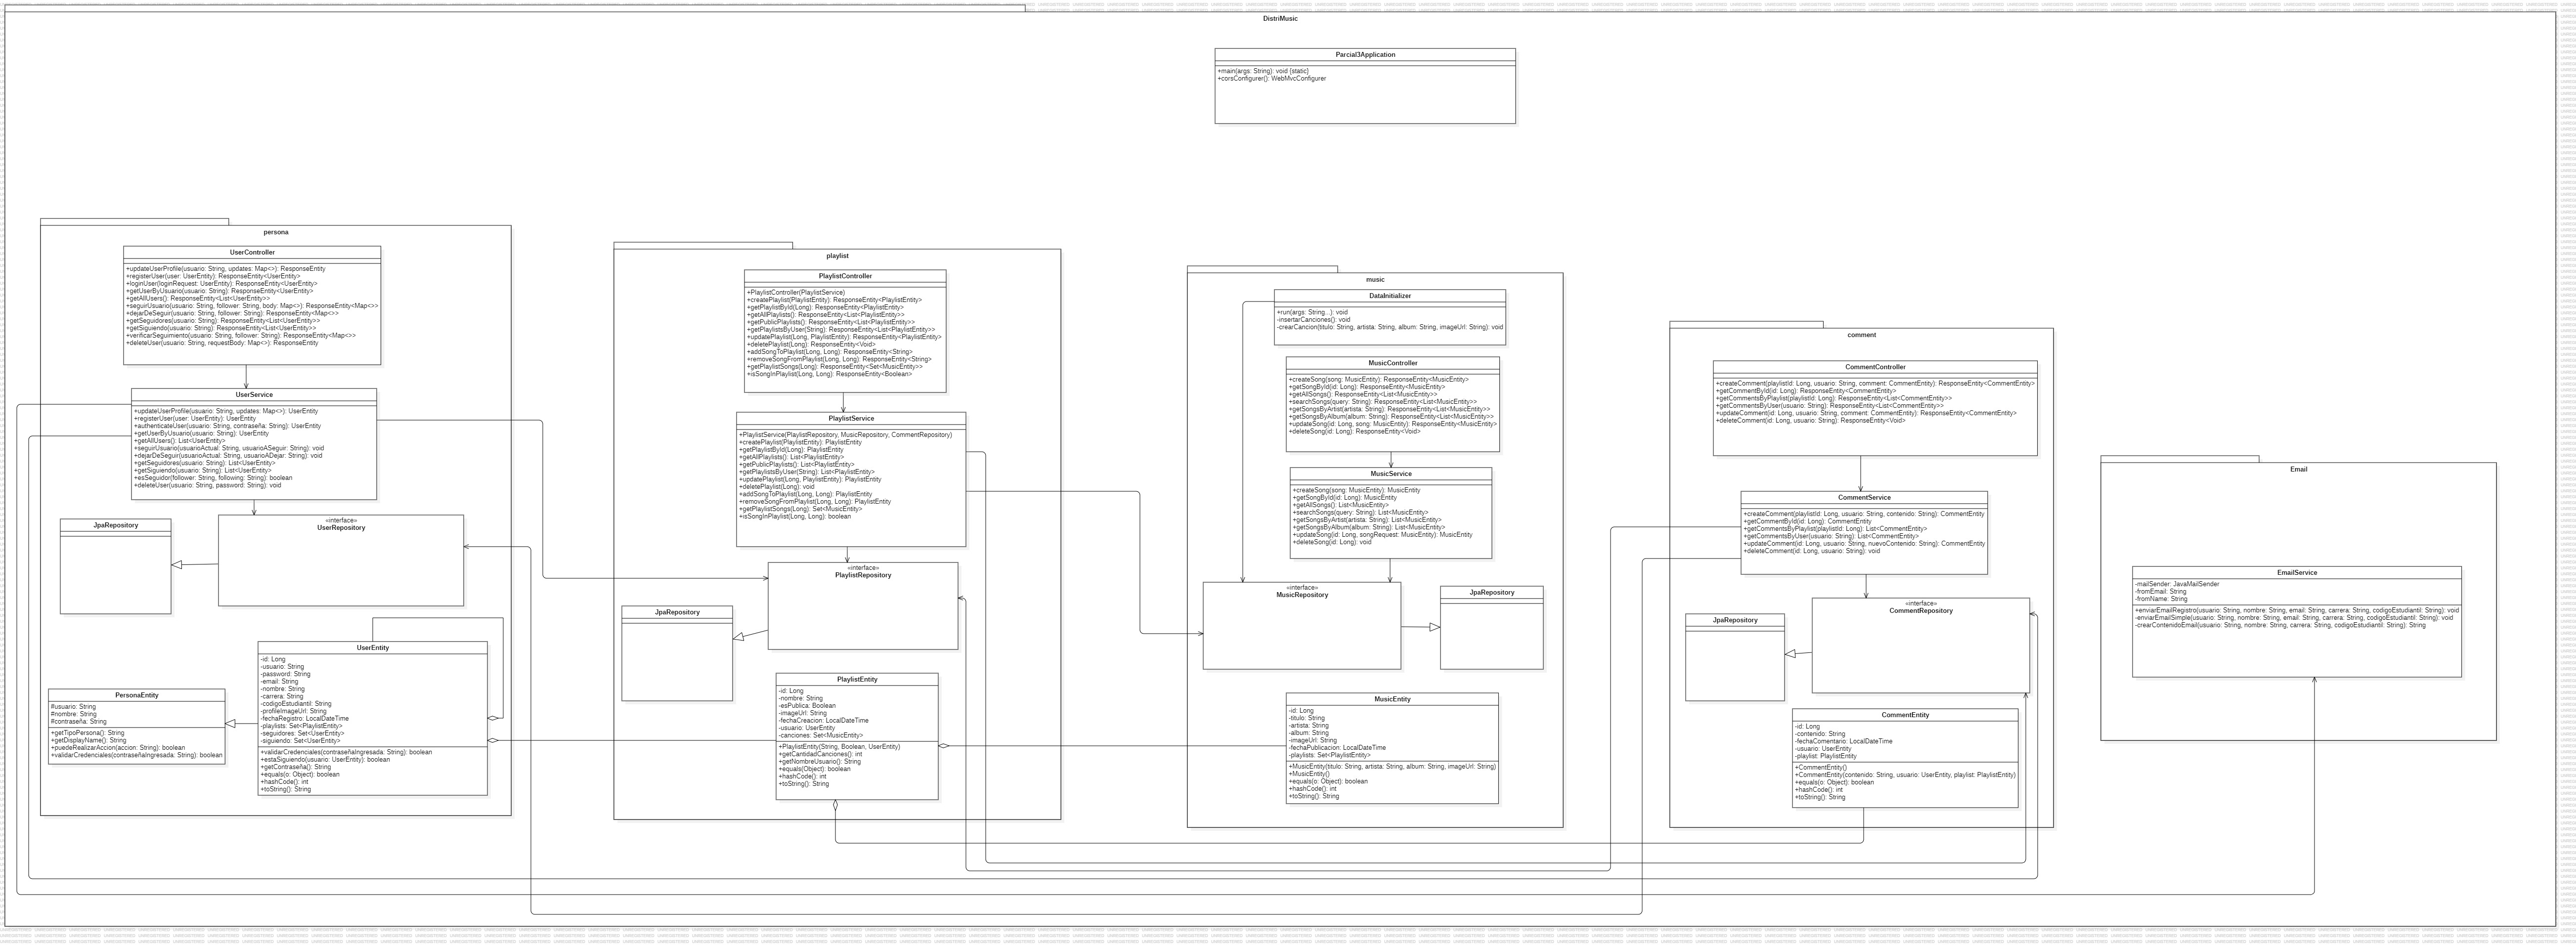 DistriMusic
Parcial3Application
+main(args: String): void {static}
+corsConfigurer(): WebMvcConfigurer
persona
UserController
+updateUserProfile(usuario: String, updates: Map<>): ResponseEntity
+registerUser(user: UserEntity): ResponseEntity<UserEntity>
+loginUser(loginRequest: UserEntity): ResponseEntity<UserEntity>
+getUserByUsuario(usuario: String): ResponseEntity<UserEntity>
+getAllUsers(): ResponseEntity<List<UserEntity>>
+seguirUsuario(usuario: String, follower: String, body: Map<>): ResponseEntity<Map<>>
+dejarDeSeguir(usuario: String, follower: String): ResponseEntity<Map<>>
+getSeguidores(usuario: String): ResponseEntity<List<UserEntity>>
+getSiguiendo(usuario: String): ResponseEntity<List<UserEntity>>
+verificarSeguimiento(usuario: String, follower: String): ResponseEntity<Map<>>
+deleteUser(usuario: String, requestBody: Map<>): ResponseEntity
UserService
+updateUserProfile(usuario: String, updates: Map<>): UserEntity
+registerUser(user: UserEntity): UserEntity
+authenticateUser(usuario: String, contraseña: String): UserEntity
+getUserByUsuario(usuario: String): UserEntity
+getAllUsers(): List<UserEntity>
+seguirUsuario(usuarioActual: String, usuarioASeguir: String): void
+dejarDeSeguir(usuarioActual: String, usuarioADejar: String): void
+getSeguidores(usuario: String): List<UserEntity>
+getSiguiendo(usuario: String): List<UserEntity>
+esSeguidor(follower: String, following: String): boolean
+deleteUser(usuario: String, password: String): void
JpaRepository
«interface»
UserRepository
UserEntity
-id: Long
-usuario: String
-password: String
-email: String
-nombre: String
-carrera: String
-codigoEstudiantil: String
-profileImageUrl: String
-fechaRegistro: LocalDateTime
-playlists: Set<PlaylistEntity>
-seguidores: Set<UserEntity>
-siguiendo: Set<UserEntity>
+validarCredenciales(contraseñaIngresada: String): boolean
+estaSiguiendo(usuario: UserEntity): boolean
+getContraseña(): String
+equals(o: Object): boolean
+hashCode(): int
+toString(): String
PersonaEntity
#usuario: String
#nombre: String
#contraseña: String
+getTipoPersona(): String
+getDisplayName(): String
+puedeRealizarAccion(accion: String): boolean
+validarCredenciales(contraseñaIngresada: String): boolean
playlist
PlaylistController
+PlaylistController(PlaylistService)
+createPlaylist(PlaylistEntity): ResponseEntity<PlaylistEntity>
+getPlaylistById(Long): ResponseEntity<PlaylistEntity>
+getAllPlaylists(): ResponseEntity<List<PlaylistEntity>>
+getPublicPlaylists(): ResponseEntity<List<PlaylistEntity>>
+getPlaylistsByUser(String): ResponseEntity<List<PlaylistEntity>>
+updatePlaylist(Long, PlaylistEntity): ResponseEntity<PlaylistEntity>
+deletePlaylist(Long): ResponseEntity<Void>
+addSongToPlaylist(Long, Long): ResponseEntity<String>
+removeSongFromPlaylist(Long, Long): ResponseEntity<String>
+getPlaylistSongs(Long): ResponseEntity<Set<MusicEntity>>
+isSongInPlaylist(Long, Long): ResponseEntity<Boolean>
PlaylistService
+PlaylistService(PlaylistRepository, MusicRepository, CommentRepository)
+createPlaylist(PlaylistEntity): PlaylistEntity
+getPlaylistById(Long): PlaylistEntity
+getAllPlaylists(): List<PlaylistEntity>
+getPublicPlaylists(): List<PlaylistEntity>
+getPlaylistsByUser(String): List<PlaylistEntity>
+updatePlaylist(Long, PlaylistEntity): PlaylistEntity
+deletePlaylist(Long): void
+addSongToPlaylist(Long, Long): PlaylistEntity
+removeSongFromPlaylist(Long, Long): PlaylistEntity
+getPlaylistSongs(Long): Set<MusicEntity>
+isSongInPlaylist(Long, Long): boolean
«interface»
PlaylistRepository
JpaRepository
PlaylistEntity
-id: Long
-nombre: String
-esPublica: Boolean
-imageUrl: String
-fechaCreacion: LocalDateTime
-usuario: UserEntity
-canciones: Set<MusicEntity>
+PlaylistEntity(String, Boolean, UserEntity)
+getCantidadCanciones(): int
+getNombreUsuario(): String
+equals(Object): boolean
+hashCode(): int
+toString(): String
music
DataInitializer
+run(args: String...): void
-insertarCanciones(): void
-crearCancion(titulo: String, artista: String, album: String, imageUrl: String): void
MusicController
+createSong(song: MusicEntity): ResponseEntity<MusicEntity>
+getSongById(id: Long): ResponseEntity<MusicEntity>
+getAllSongs(): ResponseEntity<List<MusicEntity>>
+searchSongs(query: String): ResponseEntity<List<MusicEntity>>
+getSongsByArtist(artista: String): ResponseEntity<List<MusicEntity>>
+getSongsByAlbum(album: String): ResponseEntity<List<MusicEntity>>
+updateSong(id: Long, song: MusicEntity): ResponseEntity<MusicEntity>
+deleteSong(id: Long): ResponseEntity<Void>
MusicService
+createSong(song: MusicEntity): MusicEntity
+getSongById(id: Long): MusicEntity
+getAllSongs(): List<MusicEntity>
+searchSongs(query: String): List<MusicEntity>
+getSongsByArtist(artista: String): List<MusicEntity>
+getSongsByAlbum(album: String): List<MusicEntity>
+updateSong(id: Long, songRequest: MusicEntity): MusicEntity
+deleteSong(id: Long): void
«interface»
MusicRepository
JpaRepository
MusicEntity
-id: Long
-titulo: String
-artista: String
-album: String
-imageUrl: String
-fechaPublicacion: LocalDateTime
-playlists: Set<PlaylistEntity>
+MusicEntity(titulo: String, artista: String, album: String, imageUrl: String)
+MusicEntity()
+equals(o: Object): boolean
+hashCode(): int
+toString(): String
comment
CommentController
+createComment(playlistId: Long, usuario: String, comment: CommentEntity): ResponseEntity<CommentEntity>
+getCommentById(id: Long): ResponseEntity<CommentEntity>
+getCommentsByPlaylist(playlistId: Long): ResponseEntity<List<CommentEntity>>
+getCommentsByUser(usuario: String): ResponseEntity<List<CommentEntity>>
+updateComment(id: Long, usuario: String, comment: CommentEntity): ResponseEntity<CommentEntity>
+deleteComment(id: Long, usuario: String): ResponseEntity<Void>
CommentService
+createComment(playlistId: Long, usuario: String, contenido: String): CommentEntity
+getCommentById(id: Long): CommentEntity
+getCommentsByPlaylist(playlistId: Long): List<CommentEntity>
+getCommentsByUser(usuario: String): List<CommentEntity>
+updateComment(id: Long, usuario: String, nuevoContenido: String): CommentEntity
+deleteComment(id: Long, usuario: String): void
«interface»
CommentRepository
JpaRepository
CommentEntity
-id: Long
-contenido: String
-fechaComentario: LocalDateTime
-usuario: UserEntity
-playlist: PlaylistEntity
+CommentEntity()
+CommentEntity(contenido: String, usuario: UserEntity, playlist: PlaylistEntity)
+equals(o: Object): boolean
+hashCode(): int
+toString(): String
Email
EmailService
-mailSender: JavaMailSender
-fromEmail: String
-fromName: String
+enviarEmailRegistro(usuario: String, nombre: String, email: String, carrera: String, codigoEstudiantil: String): void
-enviarEmailSimple(usuario: String, nombre: String, email: String, carrera: String, codigoEstudiantil: String): void
-crearContenidoEmail(usuario: String, nombre: String, carrera: String, codigoEstudiantil: String): String